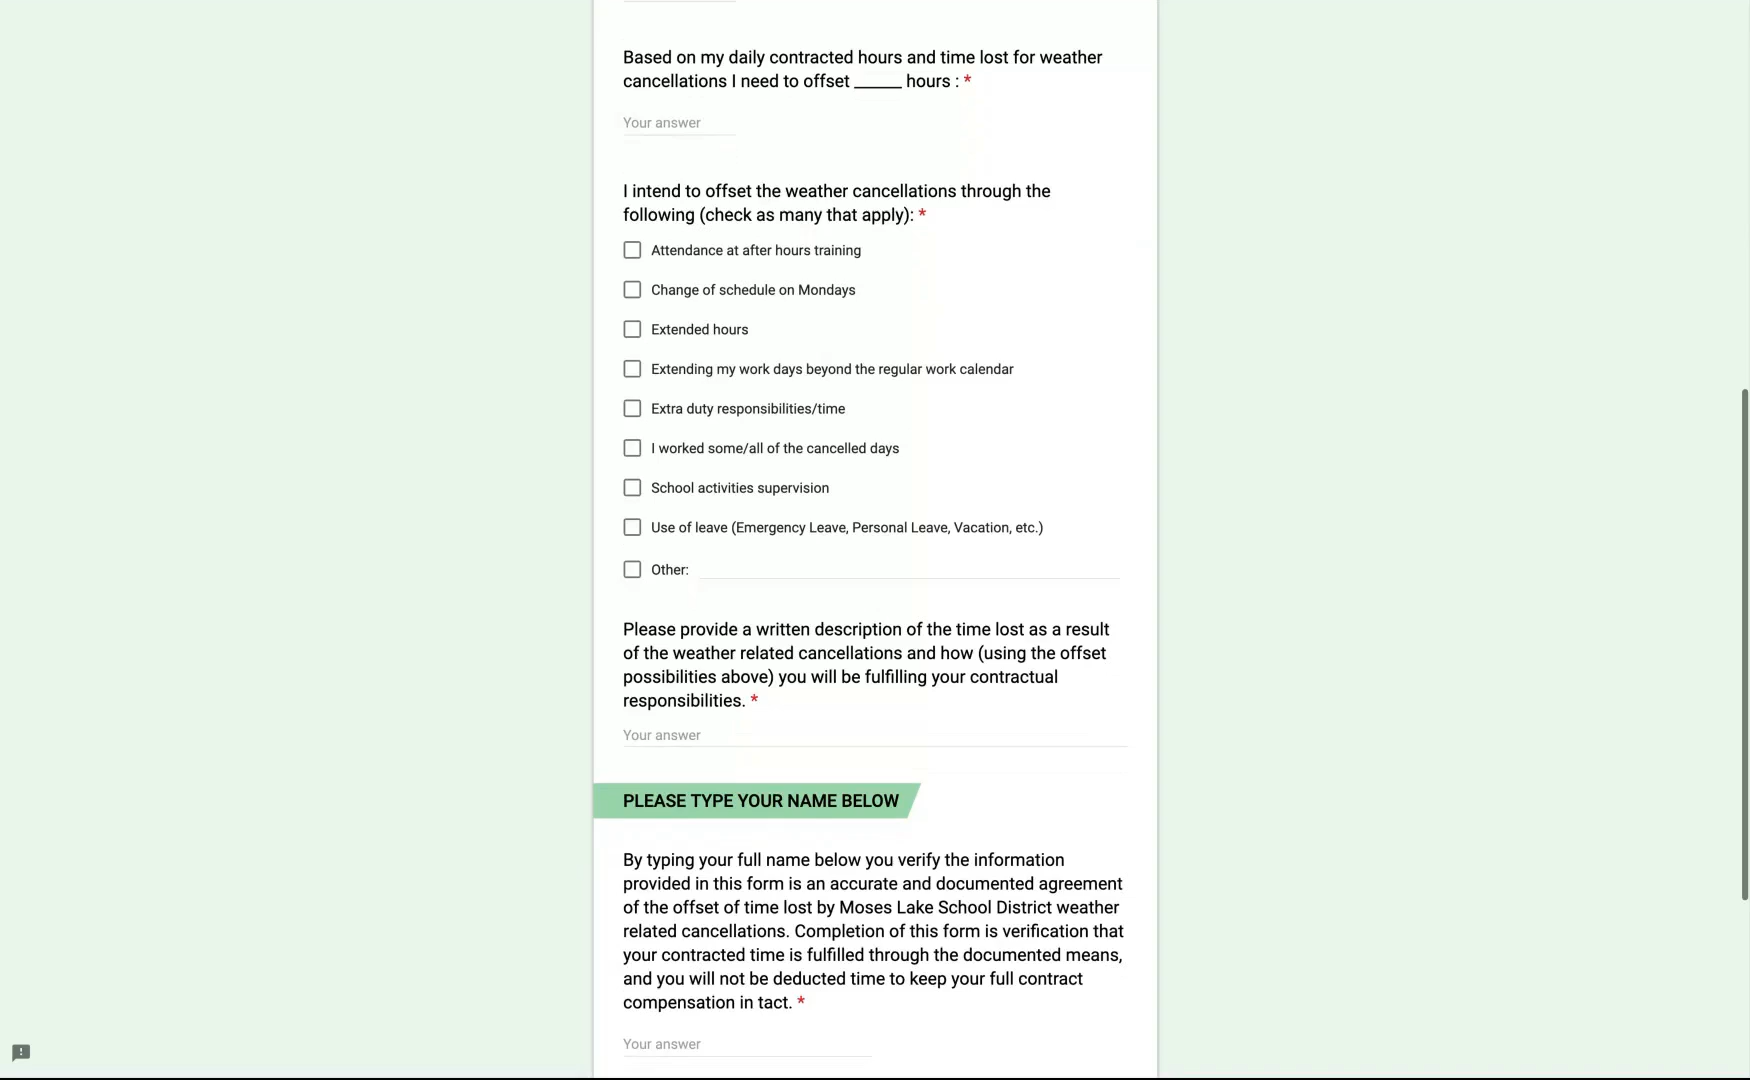 Based on my daily contracted hours and time lost for weather
cancellations I need to offset _____ hours : *
Your answer
I intend to offset the weather cancellations through the
following (check as many that apply): *
Attendance at after hours training
Change of schedule on Mondays
Extended hours
Extending my work days beyond the regular work calendar
Extra duty responsibilities/time
I worked some/all of the cancelled days
School activities supervision
Use of leave (Emergency Leave, Personal Leave, Vacation, etc.)
Other:
Please provide a written description of the time lost as a result
of the weather related cancellations and how (using the offset
possibilities above) you will be fulfilling your contractual
responsibilities. *
Your answer
PLEASE TYPE YOUR NAME BELOW
By typing your full name below you verify the information
provided in this form is an accurate and documented agreement
of the offset of time lost by Moses Lake School District weather
related cancellations. Completion of this form is verification that
your contracted time is fulfilled through the documented means,
and you will not be deducted time to keep your full contract
compensation in tact. *
Your answer